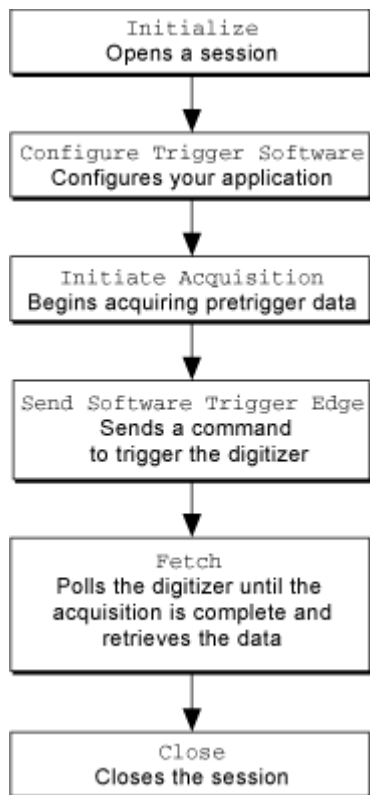 Initialize
Opens a session
Configure Trigger Software
Configures your application
Initiate Acquisition
Begins acquiring pretrigger data
Send Software Trigger Edge
Sends a command
to trigger the digitizer
Fetch
Polls the digitizer until the
acquisition is complete and
retrieves the data
Close
Closes the session